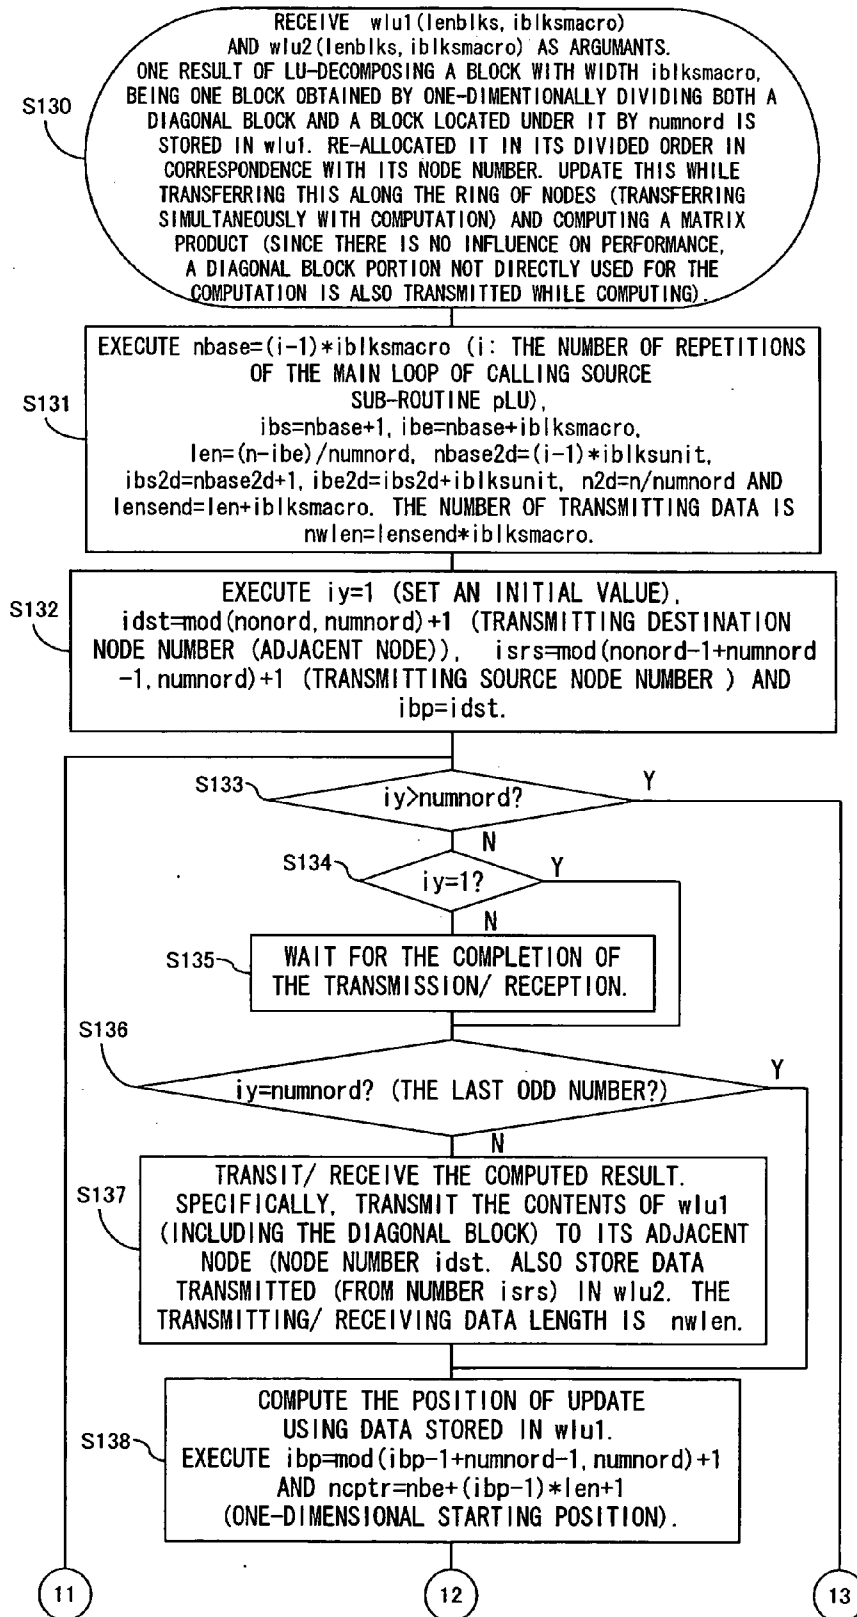 RECEIVE wlu1(lenblks, iblksmacro)
AND wlu2(lenblks, iblksmacro) AS ARGUMANTS.
ONE RESULT OF LU-DECOMPOSING A BLOCK WITH WIDTH iblksmacro,
BEING ONE BLOCK OBTAINED BY ONE-DIMENTIONALLY DIVIDING BOTH A
DIAGONAL BLOCK AND A BLOCK LOCATED UNDER IT BY numnord IS
STORED IN wlu1. RE-ALLOCATED IT IN ITS DIVIDED ORDER IN
CORRESPONDENCE WITH ITS NODE NUMBER. UPDATE THIS WHILE
TRANSFERRING THIS ALONG THE RING OF NODES (TRANSFERRING
SIMULTANEOUSLY WITH COMPUTATION) AND COMPUTING A MATRIX
PRODUCT (SINCE THERE IS NO INFLUENCE ON PERFORMANCE,
A DIAGONAL BLOCK PORTION NOT DIRECTLY USED FOR THE
COMPUTATION IS ALSO TRANSMITTED WHILE COMPUTING).
S130
EXECUTE nbase=(i-1)*iblksmacro (i: THE NUMBER OF REPETITIONS
OF THE MAIN LOOP OF CALLING SOURCE
SUB-ROUTINE pLU),
ibs=nbase+1, ibe=nbase+iblksmacro,
len=(n-ibe)/numnord, nbase2d=(i-1)*iblksunit,
ibs2d=nbase2d+1, ibe2d=ibs2d+iblksunit, n2d=n/numnord AND
lensend=len+iblksmacro. THE NUMBER OF TRANSMITTING DATA IS
nwlen=lensend*iblksmacro.
S131
EXECUTE iy=1 (SET AN INITIAL VALUE),
idst=mod(nonord, numnord)+1 (TRANSMITTING DESTINATION
NODE NUMBER (ADJACENT NODE)), isrs=mod(nonord-1+numnord
-1, numnord)+1 (TRANSMITTING SOURCE NODE NUMBER ) AND
ibp=idst.
S132
S133
iy>numnord?
Y
N
S134
iy=1?
Y
N
S135
WAIT FOR THE COMPLETION OF
THE TRANSMISSION/ RECEPTION.
S136
iy=numnord? (THE LAST ODD NUMBER?)
Y
N
S137
TRANSIT/ RECEIVE THE COMPUTED RESULT.
SPECIFICALLY, TRANSMIT THE CONTENTS OF wlu1
(INCLUDING THE DIAGONAL BLOCK) TO ITS ADJACENT
NODE (NODE NUMBER idst. ALSO STORE DATA
TRANSMITTED (FROM NUMBER isrs) IN wlu2. THE
TRANSMITTING/ RECEIVING DATA LENGTH IS nwlen.
S138
COMPUTE THE POSITION OF UPDATE
USING DATA STORED IN wlu1.
EXECUTE ibp=mod(ibp-1+numnord-1, numnord)+1
AND ncptr=nbe+(ibp-1)*len+1
(ONE-DIMENSIONAL STARTING POSITION).
11
12
13